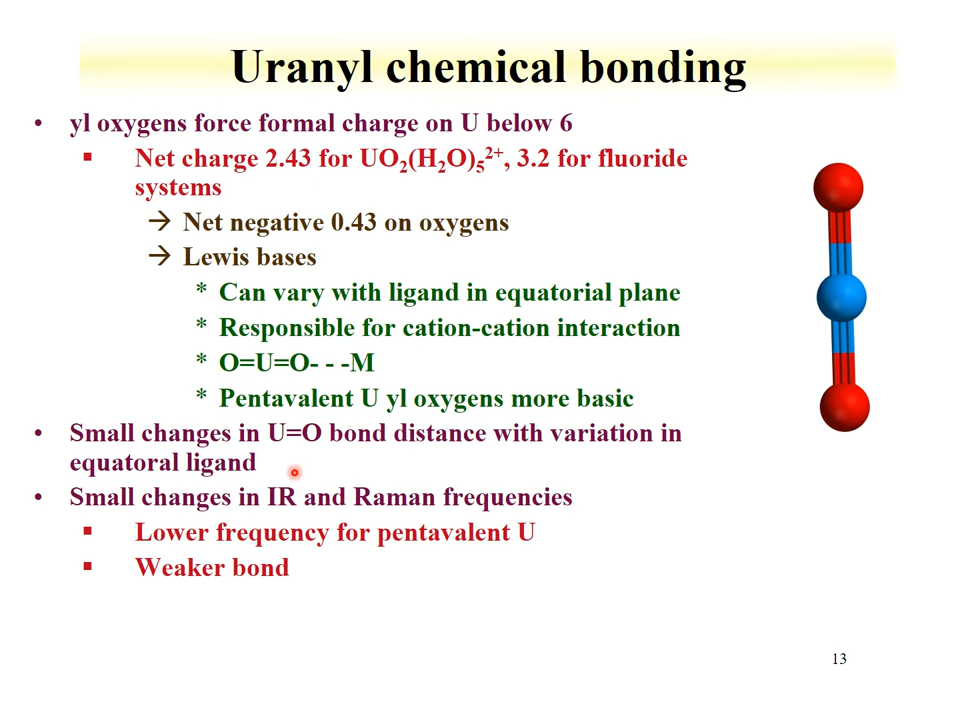 Uranyl chemical bonding
• yl oxygens force formal charge on U below 6
▪ Net charge 2.43 for UO₂(H₂O)₅²⁺, 3.2 for fluoride
systems
→ Net negative 0.43 on oxygens
→ Lewis bases
* Can vary with ligand in equatorial plane
* Responsible for cation-cation interaction
* O=U=O- - -M
* Pentavalent U yl oxygens more basic
• Small changes in U=O bond distance with variation in
equatoral ligand
• Small changes in IR and Raman frequencies
▪ Lower frequency for pentavalent U
▪ Weaker bond
13